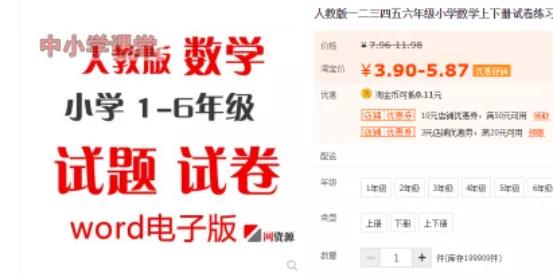 中小学课堂
人教版 数学
小学 1-6年级
试题 试卷
word电子版
网资源
人教版一二三四五六年级小学数学上下册试卷练习
价格 ¥ 7.96-11.98
淘宝价 ¥ 3.90-5.87
优惠 淘金币可抵0.11元
店铺优惠券 10元店铺优惠券,满50元可用 领取
店铺优惠券 3元店铺优惠券,满20元可用 领取
配送
年级 1年级 2年级 3年级 4年级 5年级 6年级
类型 上册 下册 上下册
数量 − 1 + 件(库存199909件)